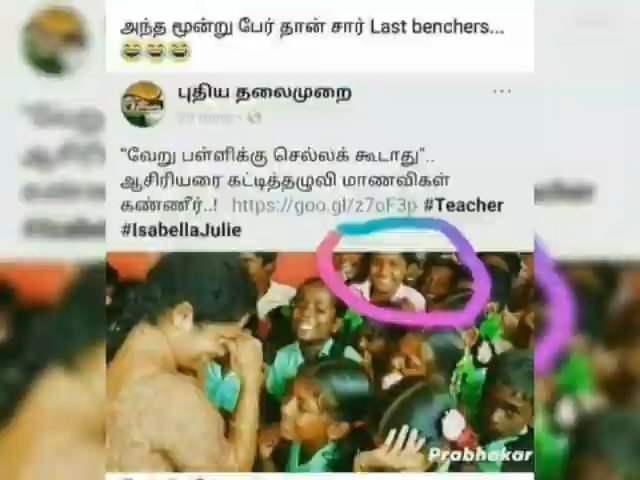 அந்த மூன்று பேர் தான் சார் Last benchers...
புதிய தலைமுறை
"வேறு பள்ளிக்கு செல்லக் கூடாது"..
ஆசிரியரை கட்டித்தழுவி மாணவிகள்
கண்ணீர்..! https://goo.gl/z7oF3p #Teacher
#IsabellaJulie
Prabhakar